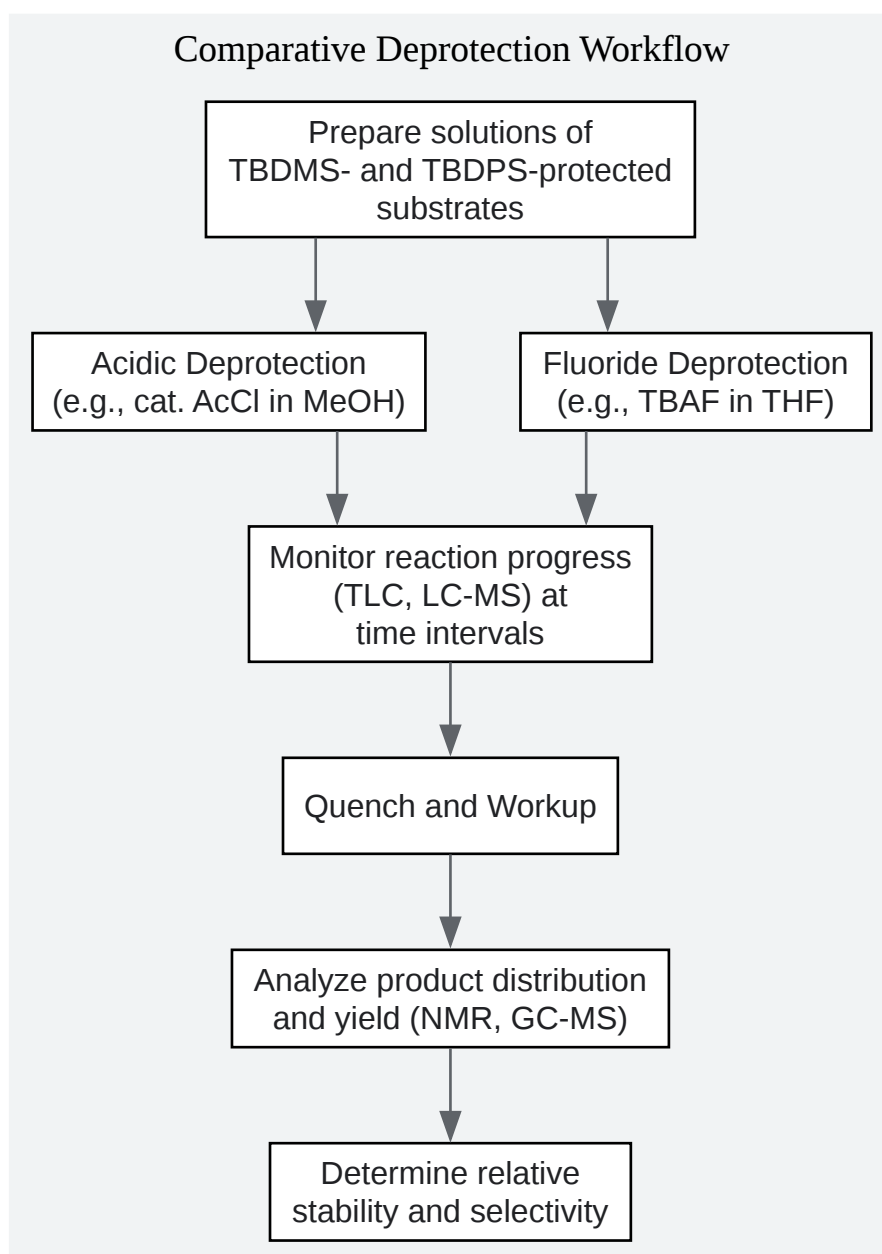 Comparative Deprotection Workflow
Prepare solutions of
TBDMS- and TBDPS-protected
substrates
Acidic Deprotection
(e.g., cat. AcCl in MeOH)
Fluoride Deprotection
(e.g., TBAF in THF)
Monitor reaction progress
(TLC, LC-MS) at
time intervals
Quench and Workup
Analyze product distribution
and yield (NMR, GC-MS)
Determine relative
stability and selectivity